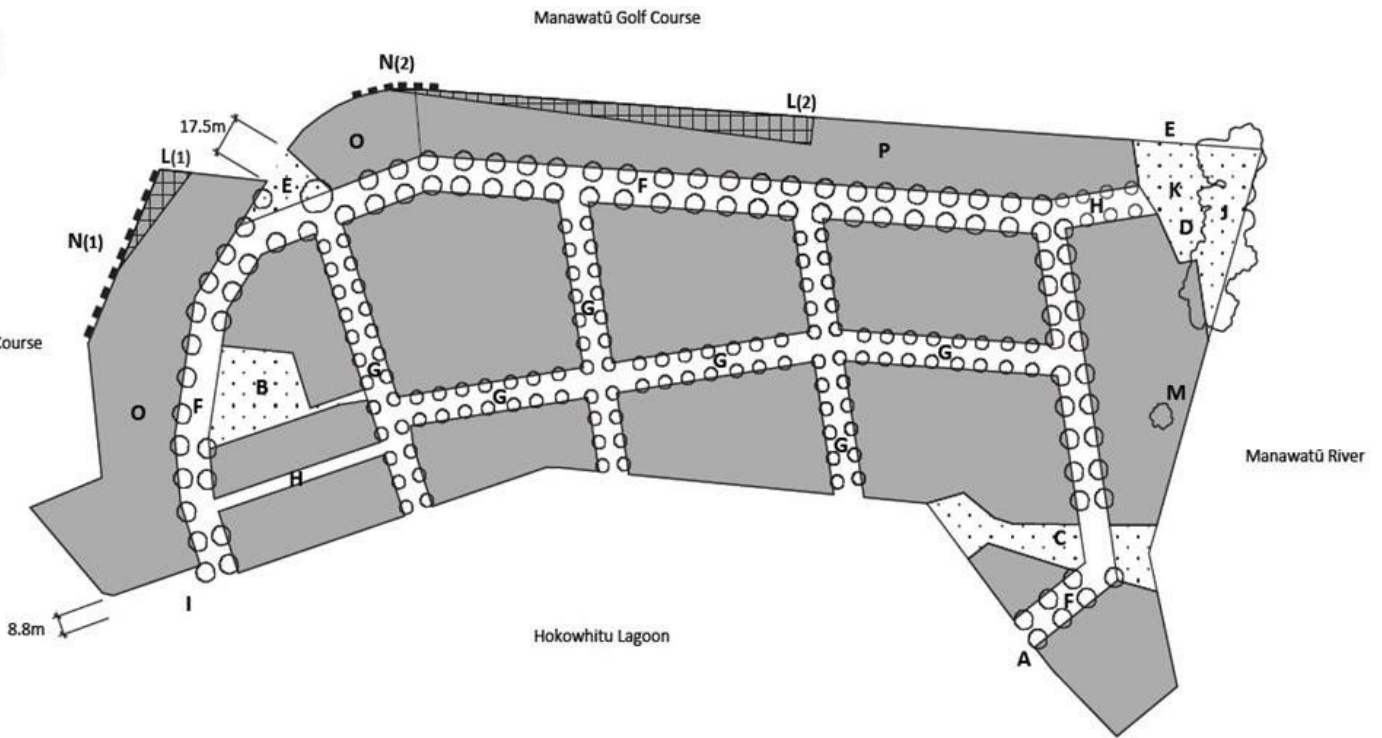 Manawatū Golf Course
N(2)
L(2)
17.5m
O
E
P
L(1)
E
F
K
J
H
D
N(1)
G
Course
G
G
G
B
G
M
F
O
G
Manawatū River
H
C
F
I
8.8m
Hokowhitu Lagoon
A